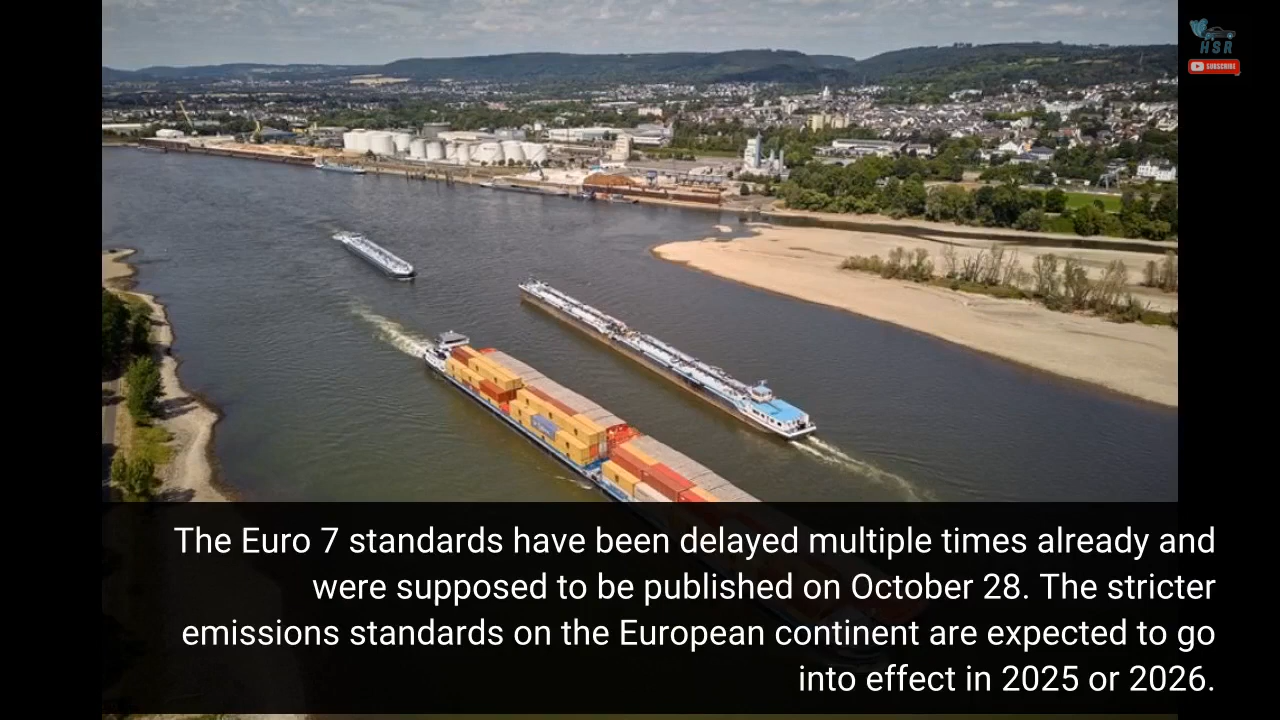 HSR
SUBSCRIBE
The Euro 7 standards have been delayed multiple times already and
were supposed to be published on October 28. The stricter
emissions standards on the European continent are expected to go
into effect in 2025 or 2026.